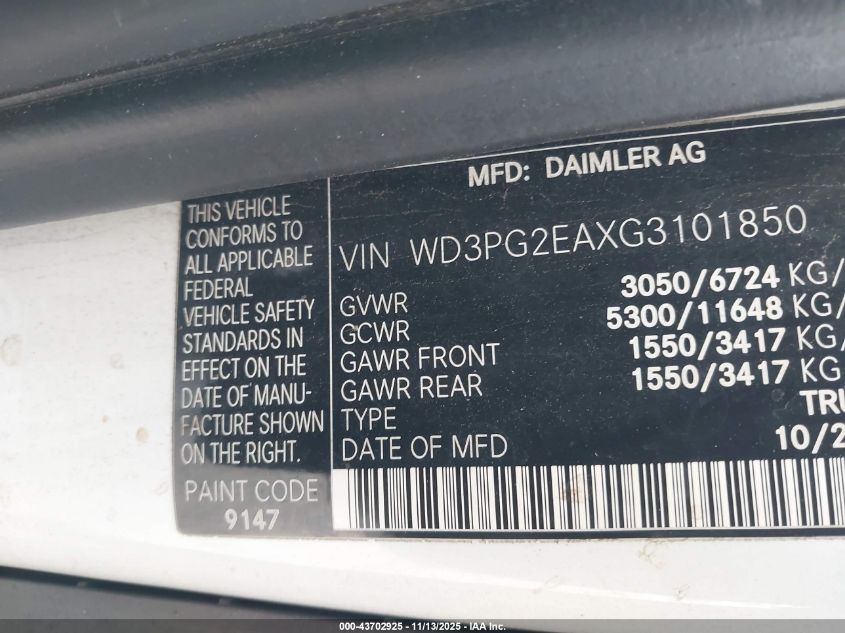 MFD: DAIMLER AG
THIS VEHICLE
CONFORMS TO
ALL APPLICABLE
FEDERAL
VEHICLE SAFETY
STANDARDS IN
EFFECT ON THE
DATE OF MANU-
FACTURE SHOWN
ON THE RIGHT.
PAINT CODE
9147
VIN WD3PG2EAXG3101850
GVWR 3050/6724 KG/
GCWR 5300/11648 KG/
GAWR FRONT 1550/3417 KG/
GAWR REAR 1550/3417 KG
TYPE TRU
DATE OF MFD 10/2
000-43702925 - 11/13/2025 - IAA Inc.